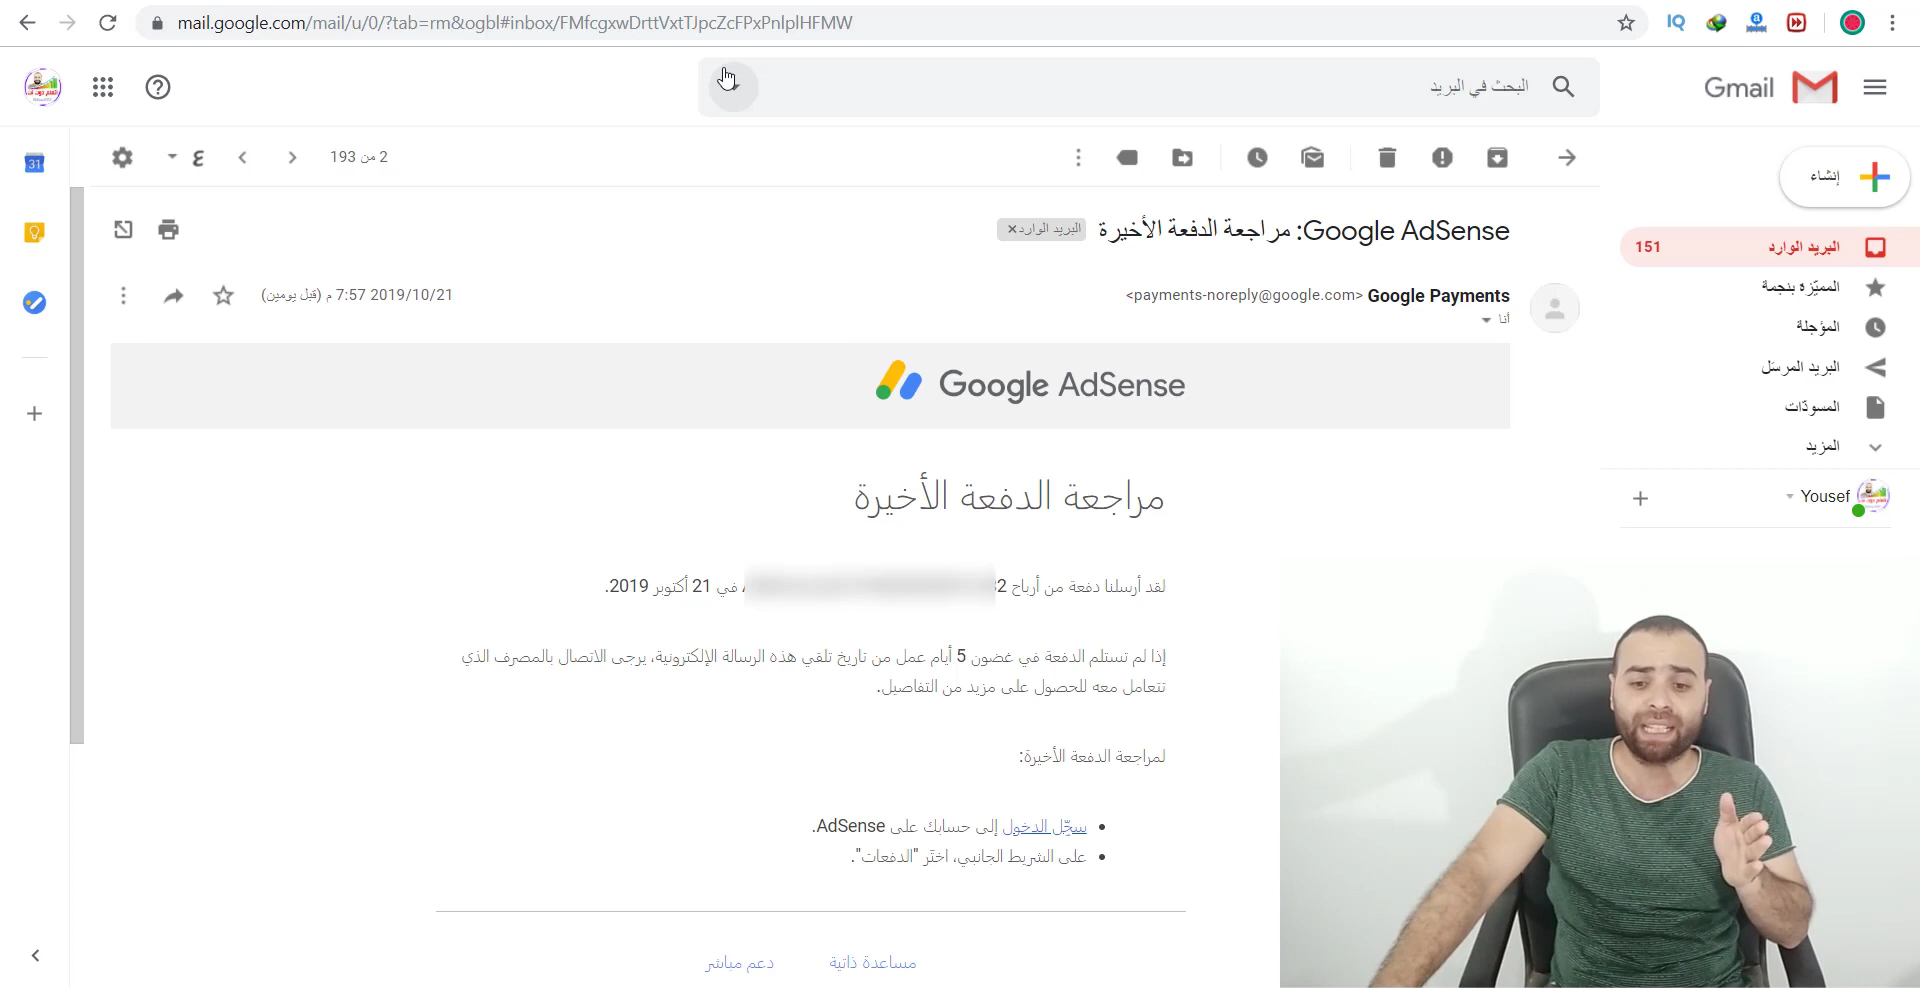 mail.google.com/mail/u/0/?tab=rm&ogbl#inbox/FMfcgxwDrttVxtTJpcZcFPxPnlplHFMW
IQ
Gmail
البحث في البريد
31
ع
2 من 193
إنشاء
Google AdSense: مراجعة الدفعة الأخيرة
البريد الوارد ×
البريد الوارد 151
المميّزة بنجمة
المؤجلة
البريد المرسَل
المسودّات
المزيد
Yousef
Google Payments <payments-noreply@google.com>
2019/10/21 7:57 م (قبل يومين)
أنا
Google AdSense
مراجعة الدفعة الأخيرة
لقد أرسلنا دفعة من أرباح في 21 أكتوبر 2019.
إذا لم تستلم الدفعة في غضون 5 أيام عمل من تاريخ تلقي هذه الرسالة الإلكترونية، يرجى الاتصال بالمصرف الذي
تتعامل معه للحصول على مزيد من التفاصيل.
لمراجعة الدفعة الأخيرة:
• سجِّل الدخول إلى حسابك على AdSense.
• على الشريط الجانبي، اختَر "الدفعات".
مساعدة ذاتية
دعم مباشر